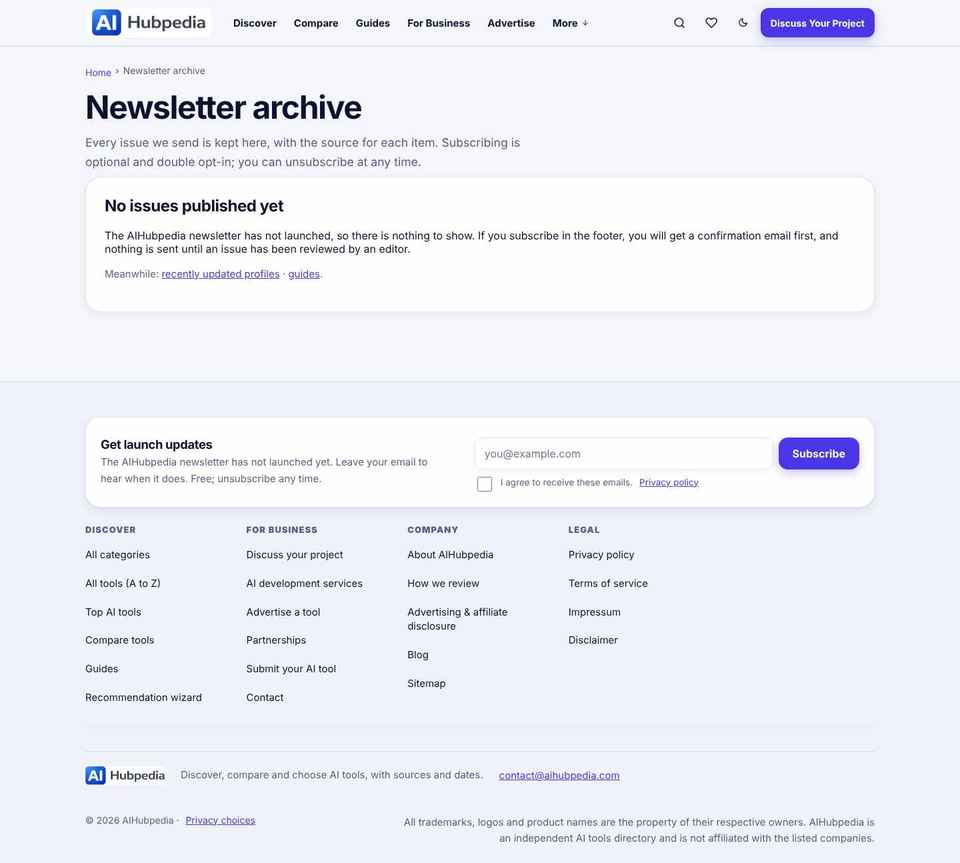 AI Hubpedia
Discover Compare Guides For Business Advertise More ↓
Discuss Your Project
Home › Newsletter archive
Newsletter archive
Every issue we send is kept here, with the source for each item. Subscribing is
optional and double opt-in; you can unsubscribe at any time.
No issues published yet
The AIHubpedia newsletter has not launched, so there is nothing to show. If you subscribe in the footer, you will get a confirmation email first, and
nothing is sent until an issue has been reviewed by an editor.
Meanwhile: recently updated profiles · guides.
Get launch updates
The AIHubpedia newsletter has not launched yet. Leave your email to
hear when it does. Free; unsubscribe any time.
you@example.com
Subscribe
I agree to receive these emails. Privacy policy
DISCOVER
All categories
All tools (A to Z)
Top AI tools
Compare tools
Guides
Recommendation wizard
FOR BUSINESS
Discuss your project
AI development services
Advertise a tool
Partnerships
Submit your AI tool
Contact
COMPANY
About AIHubpedia
How we review
Advertising & affiliate
disclosure
Blog
Sitemap
LEGAL
Privacy policy
Terms of service
Impressum
Disclaimer
AI Hubpedia
Discover, compare and choose AI tools, with sources and dates.
contact@aihubpedia.com
© 2026 AIHubpedia · Privacy choices
All trademarks, logos and product names are the property of their respective owners. AIHubpedia is
an independent AI tools directory and is not affiliated with the listed companies.